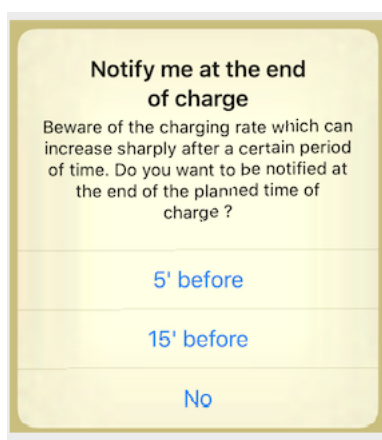 Notify me at the end
of charge
Beware of the charging rate which can
increase sharply after a certain period
of time. Do you want to be notified at
the end of the planned time of
charge ?
5' before
15' before
No